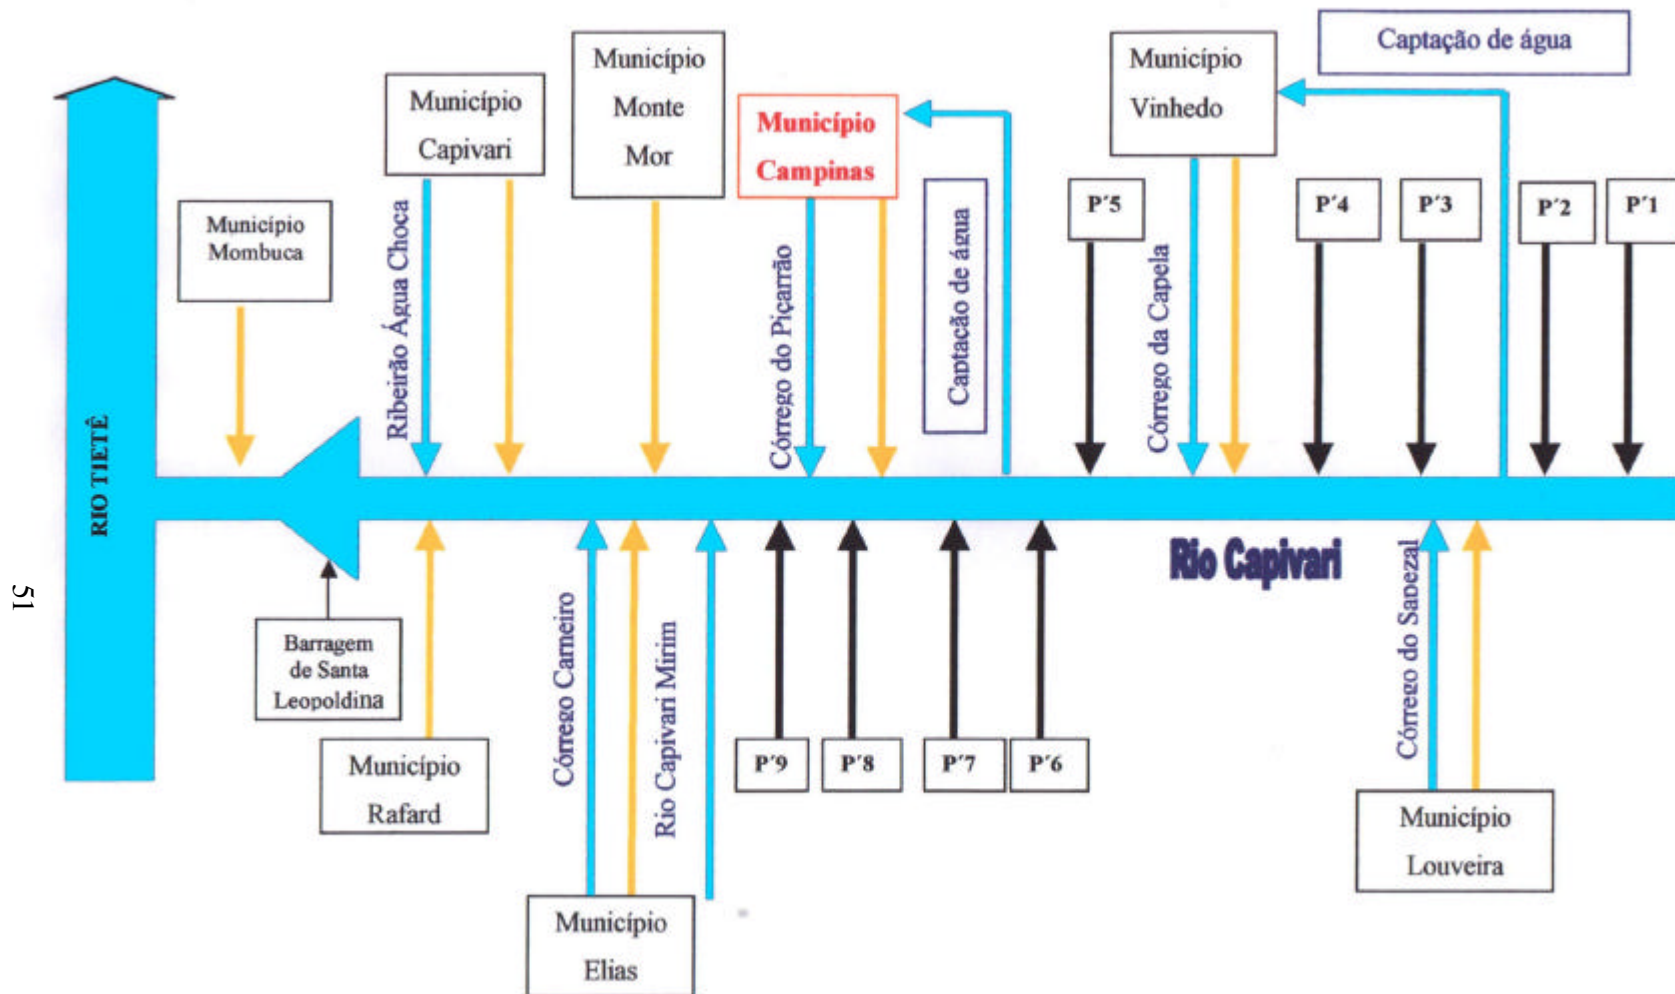 Captação de água
Município
Vinhedo
Município
Monte
Mor
Município
Capivari
Município
Campinas
Município
Mombuca
P´5
P´4
P´3
P´2
P´1
Ribeirão Água Choca
Córrego do Piçarrão
Captação de água
Córrego da Capela
RIO TIETÊ
Rio Capivari
51
Barragem
de Santa
Leopoldina
Córrego Carneiro
Rio Capivari Mirim
Córrego do Sapezal
Município
Rafard
P´9
P´8
P´7
P´6
Município
Louveira
Município
Elias